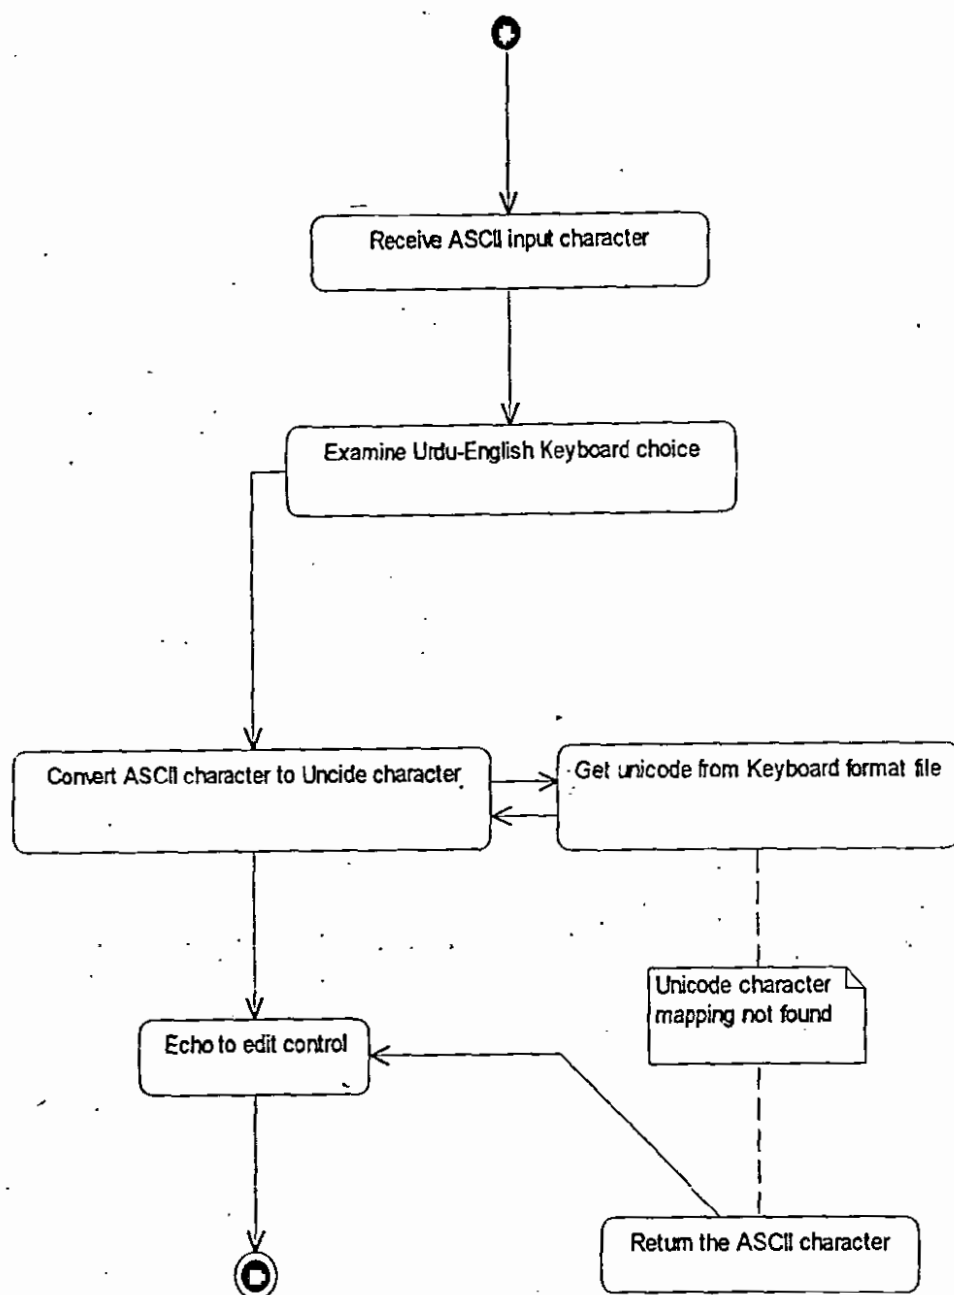 Receive ASCII input character
Examine Urdu-English Keyboard choice
Convert ASCII character to Uncide character
Get unicode from Keyboard format file
Unicode character
mapping not found
Echo to edit control
Return the ASCII character